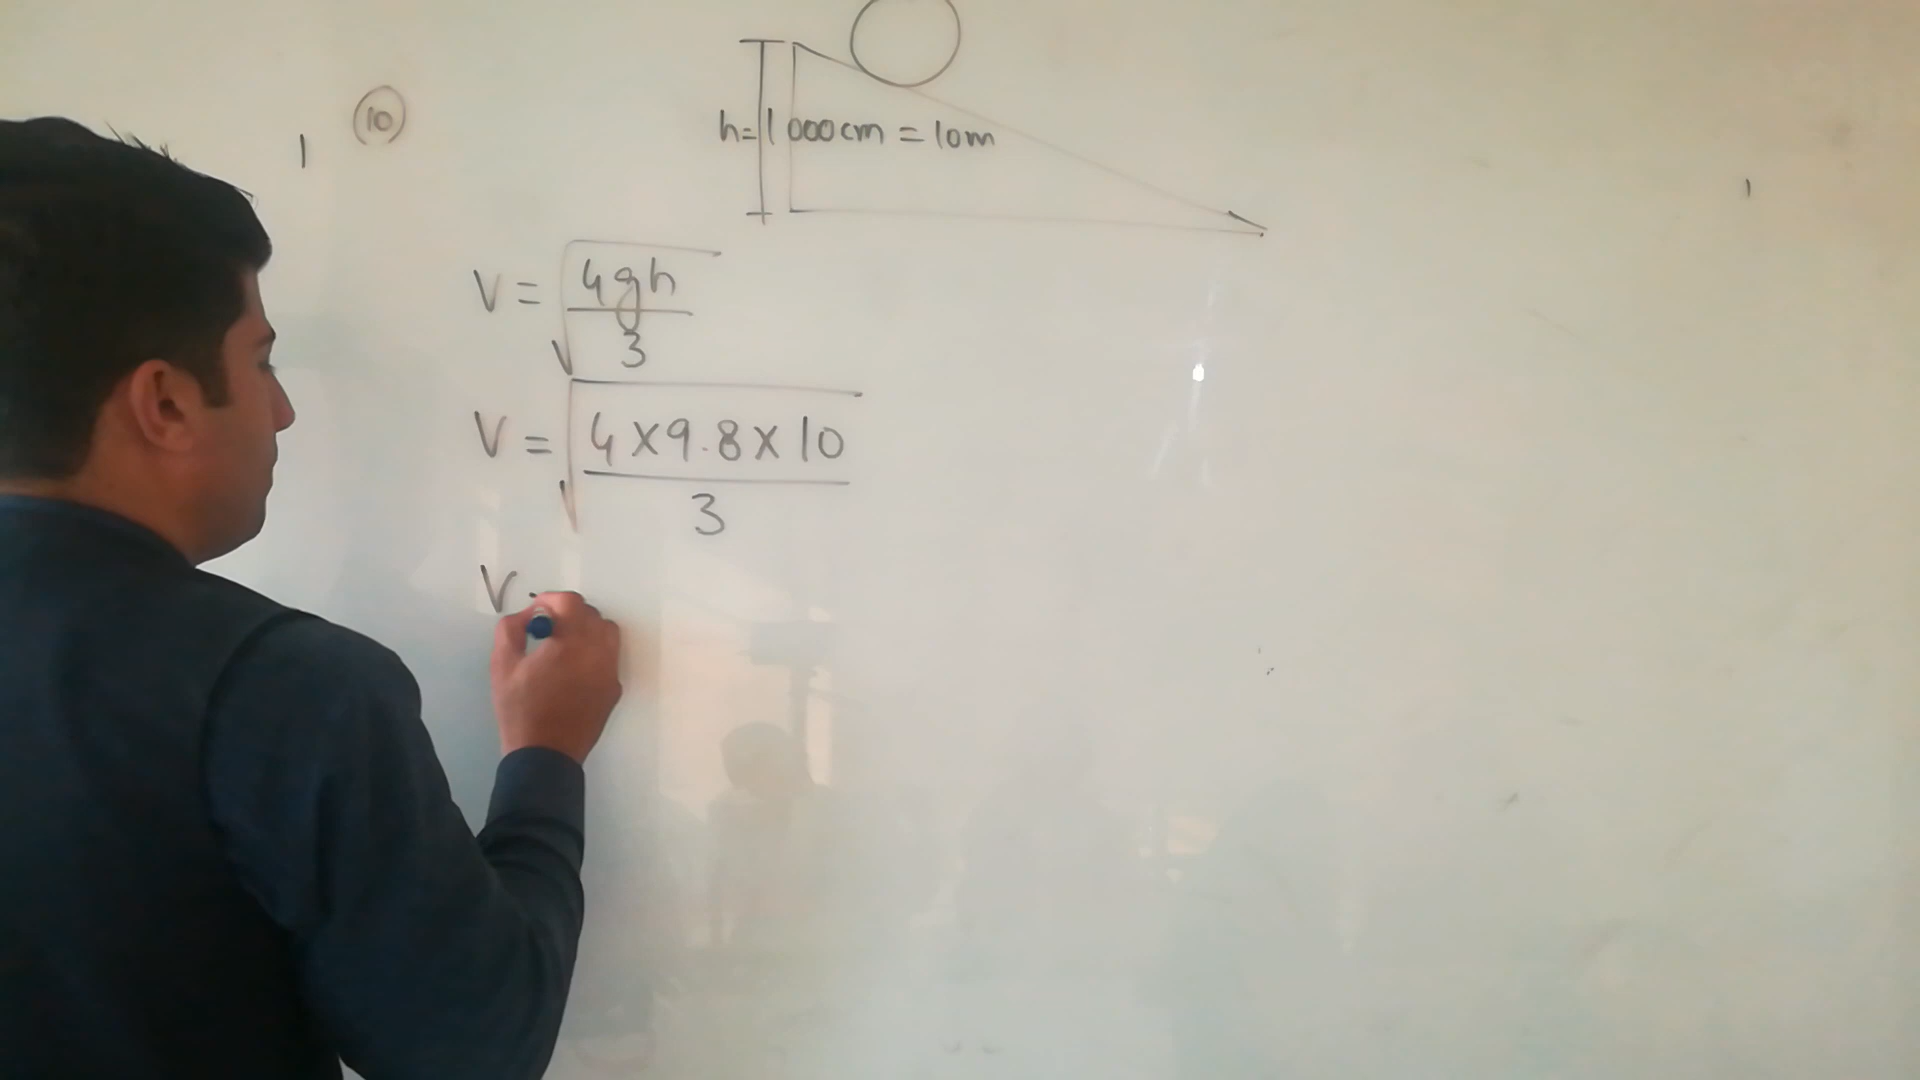 10
h=1000cm = 10m
V = √(4gh/3)
V = √(4×9.8×10/3)
V